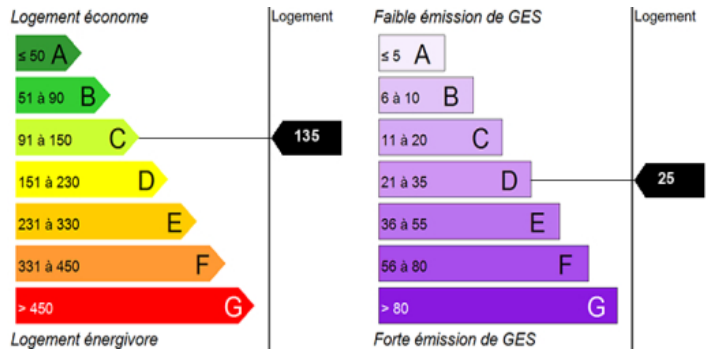 Logement économe
Logement
≤ 50 A
51 à 90 B
91 à 150 C
135
151 à 230 D
231 à 330 E
331 à 450 F
> 450 G
Logement énergivore
Faible émission de GES
Logement
≤ 5 A
6 à 10 B
11 à 20 C
21 à 35 D
25
36 à 55 E
56 à 80 F
> 80 G
Forte émission de GES